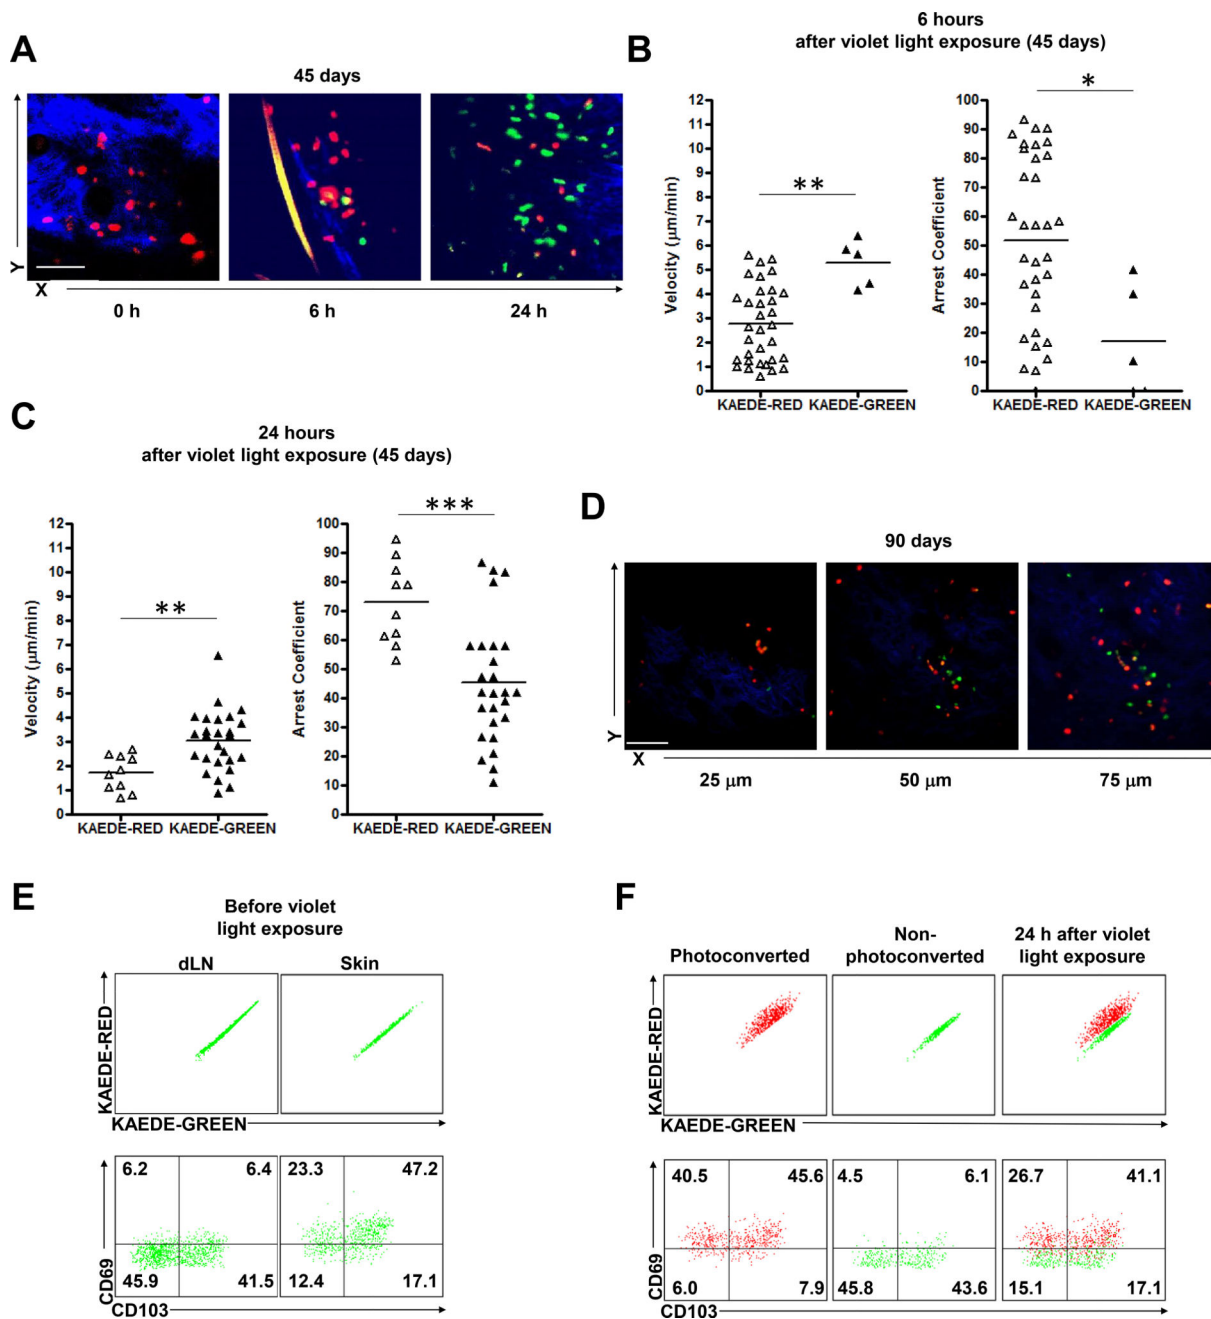 A
45 days
Y
X
0 h
6 h
24 h
B
6 hours
after violet light exposure (45 days)
Velocity (µm/min)
12
11
10
9
8
7
6
5
4
3
2
1
0
**
KAEDE-RED
KAEDE-GREEN
Arrest Coefficient
100
90
80
70
60
50
40
30
20
10
0
*
KAEDE-RED
KAEDE-GREEN
C
24 hours
after violet light exposure (45 days)
Velocity (µm/min)
12
11
10
9
8
7
6
5
4
3
2
1
0
**
KAEDE-RED
KAEDE-GREEN
Arrest Coefficient
100
90
80
70
60
50
40
30
20
10
0
***
KAEDE-RED
KAEDE-GREEN
D
90 days
Y
X
25 µm
50 µm
75 µm
E
Before violet
light exposure
dLN
Skin
KAEDE-RED
KAEDE-GREEN
6.2 6.4
45.9 41.5
23.3 47.2
12.4 17.1
CD69
CD103
F
Photoconverted
Non-
photoconverted
24 h after violet
light exposure
KAEDE-RED
KAEDE-GREEN
40.5 45.6
6.0 7.9
4.5 6.1
45.8 43.6
26.7 41.1
15.1 17.1
CD69
CD103